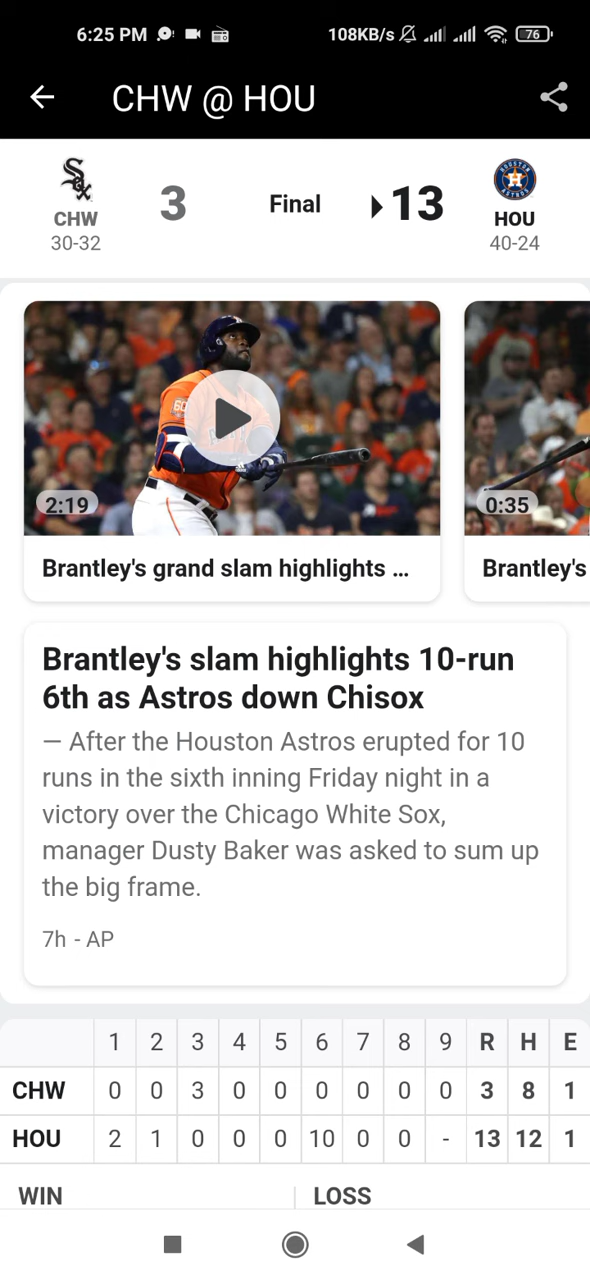 6:25 PM 108KB/s 76
CHW @ HOU
3 Final 13
CHW HOU
30-32 40-24
2:19 0:35
Brantley's grand slam highlights ... Brantley's
Brantley's slam highlights 10-run
6th as Astros down Chisox
— After the Houston Astros erupted for 10
runs in the sixth inning Friday night in a
victory over the Chicago White Sox,
manager Dusty Baker was asked to sum up
the big frame.
7h - AP
1 2 3 4 5 6 7 8 9 R H E
CHW 0 0 3 0 0 0 0 0 0 3 8 1
HOU 2 1 0 0 0 10 0 0 - 13 12 1
WIN LOSS